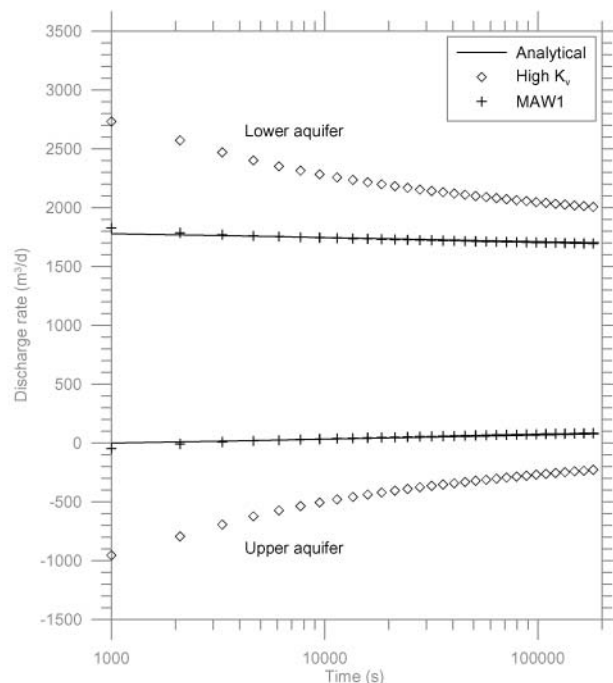 3500
3000
2500
2000
1500
1000
500
0
-500
-1000
-1500
Discharge rate (m³/d)
Analytical
High Kᵥ
MAW1
Lower aquifer
Upper aquifer
1000
10000
100000
Time (s)